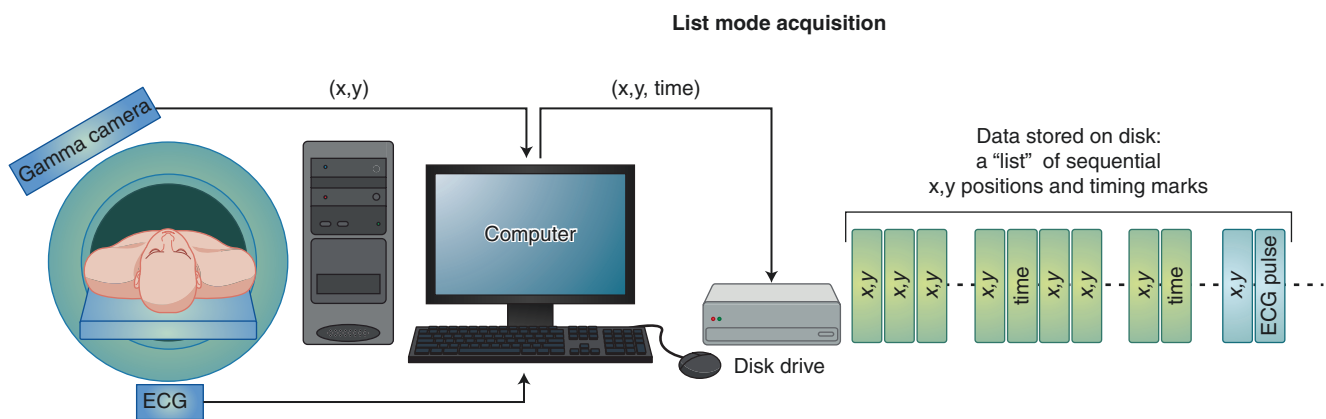 List mode acquisition
Gamma camera
(x,y)
(x,y, time)
Computer
Data stored on disk:
a “list” of sequential
x,y positions and timing marks
x,y
x,y
x,y
x,y
time
x,y
x,y
x,y
time
x,y
ECG pulse
Disk drive
ECG